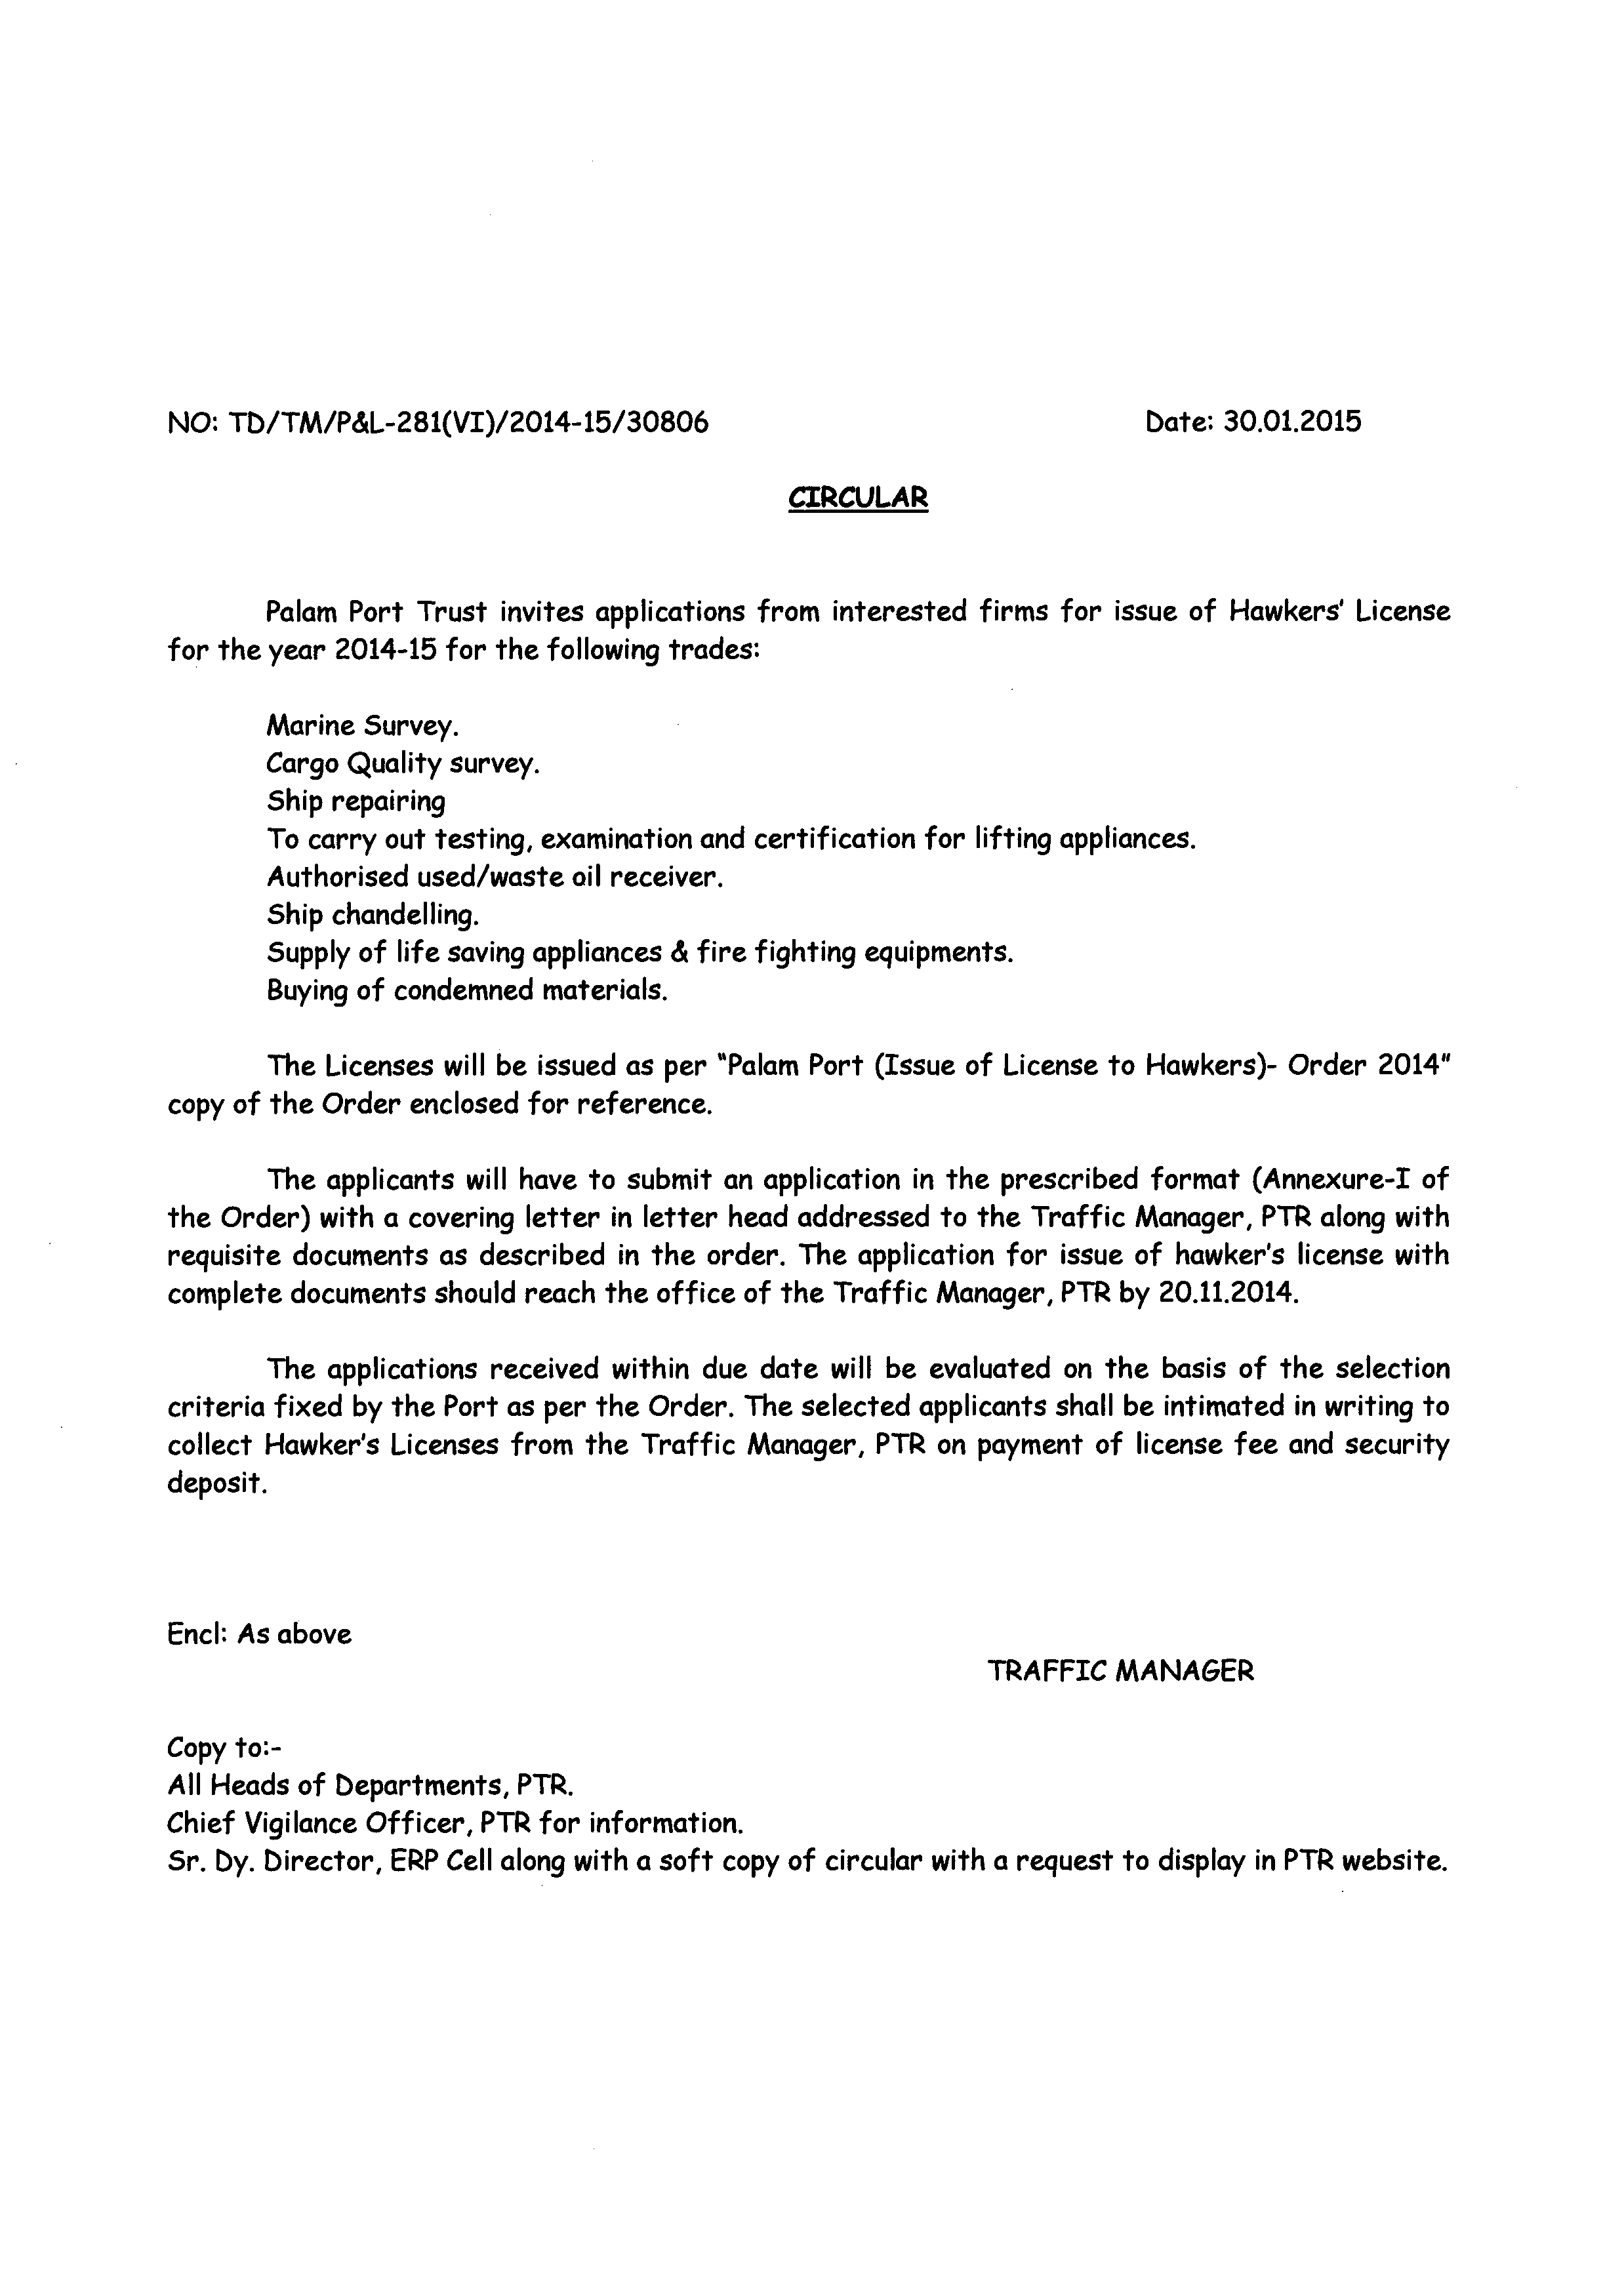 NO: TD/TM/P&L-281(VI)/2014-15/30806 Date: 30.01.2015
CIRCULAR
Palam Port Trust invites applications from interested firms for issue of Hawkers' License
for the year 2014-15 for the following trades:
Marine Survey.
Cargo Quality survey.
Ship repairing
To carry out testing, examination and certification for lifting appliances.
Authorised used/waste oil receiver.
Ship chandelling.
Supply of life saving appliances & fire fighting equipments.
Buying of condemned materials.
The Licenses will be issued as per "Palam Port (Issue of License to Hawkers)- Order 2014"
copy of the Order enclosed for reference.
The applicants will have to submit an application in the prescribed format (Annexure-I of
the Order) with a covering letter in letter head addressed to the Traffic Manager, PTR along with
requisite documents as described in the order. The application for issue of hawker's license with
complete documents should reach the office of the Traffic Manager, PTR by 20.11.2014.
The applications received within due date will be evaluated on the basis of the selection
criteria fixed by the Port as per the Order. The selected applicants shall be intimated in writing to
collect Hawker's Licenses from the Traffic Manager, PTR on payment of license fee and security
deposit.
Encl: As above
TRAFFIC MANAGER
Copy to:-
All Heads of Departments, PTR.
Chief Vigilance Officer, PTR for information.
Sr. Dy. Director, ERP Cell along with a soft copy of circular with a request to display in PTR website.